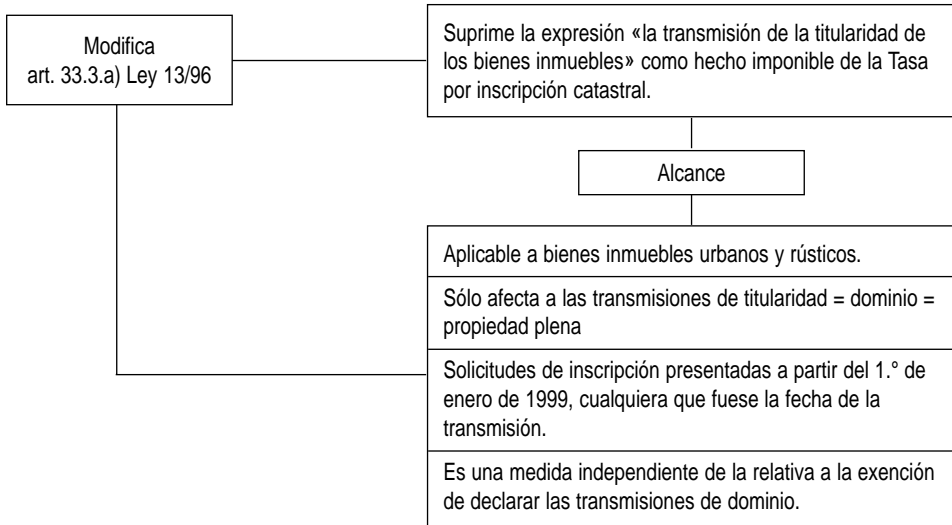 Modifica
art. 33.3.a) Ley 13/96
Suprime la expresión «la transmisión de la titularidad de
los bienes inmuebles» como hecho imponible de la Tasa
por inscripción catastral.
Alcance
Aplicable a bienes inmuebles urbanos y rústicos.
Sólo afecta a las transmisiones de titularidad = dominio =
propiedad plena
Solicitudes de inscripción presentadas a partir del 1.° de
enero de 1999, cualquiera que fuese la fecha de la
transmisión.
Es una medida independiente de la relativa a la exención
de declarar las transmisiones de dominio.